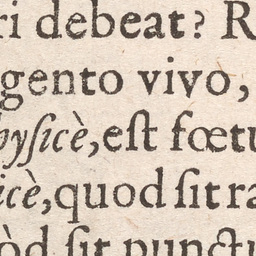 ri debeat? R
gento vivo,
hysicè, eſt fœtu
icè, quod ſit ra
òd ſit punctu